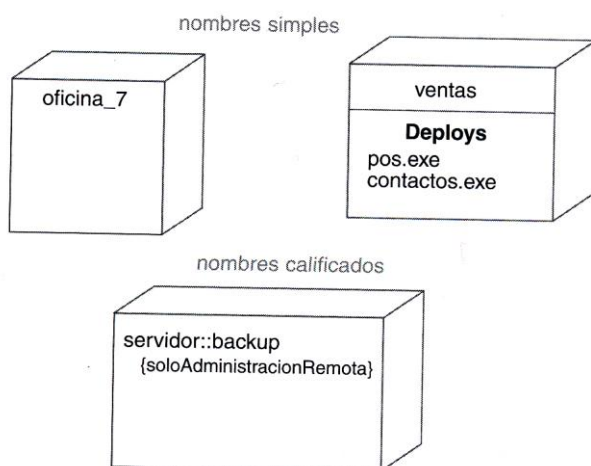 nombres simples
oficina_7
ventas
Deploys
pos.exe
contactos.exe
nombres calificados
servidor::backup
{soloAdministracionRemota}